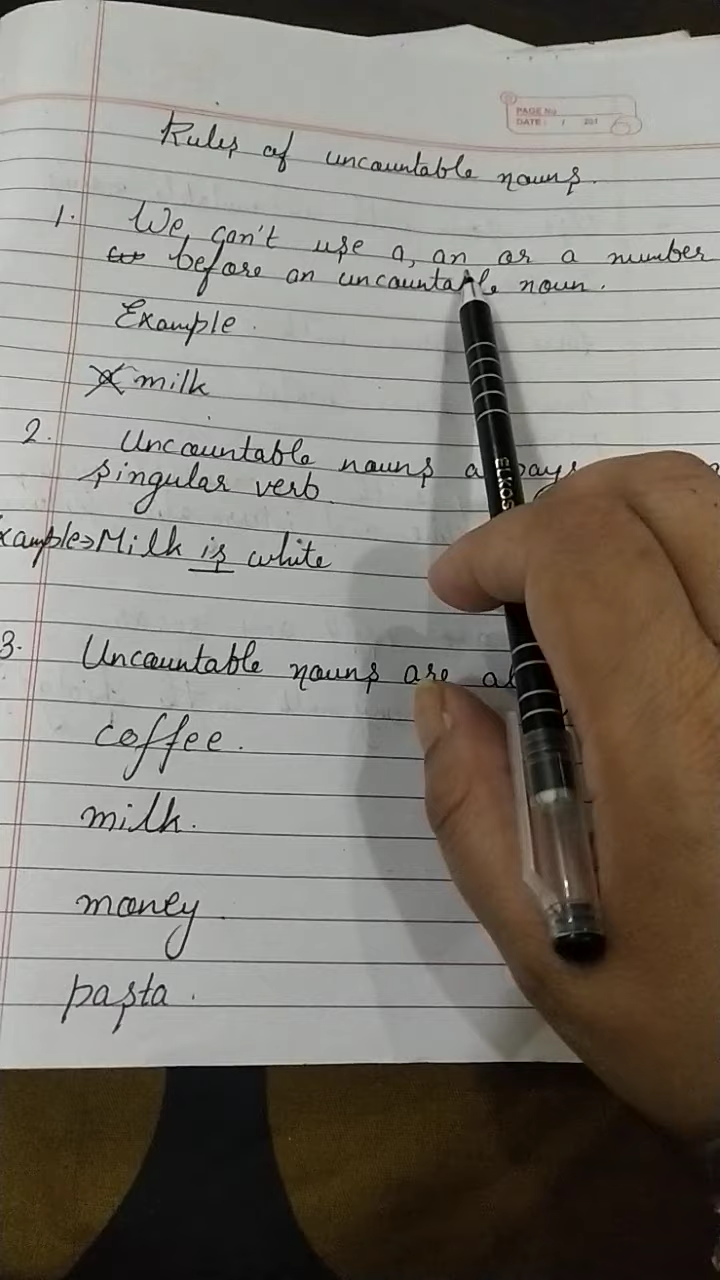 PAGE No
DATE: / 201
Rules of uncountable nouns.
1. We can't use a, an or a number
before an uncountable noun.
Example.
a milk
2. Uncountable nouns
singular verb.
Milk is white
3. Uncountable nouns are
coffee.
milk.
money.
pasta.
ELKOS